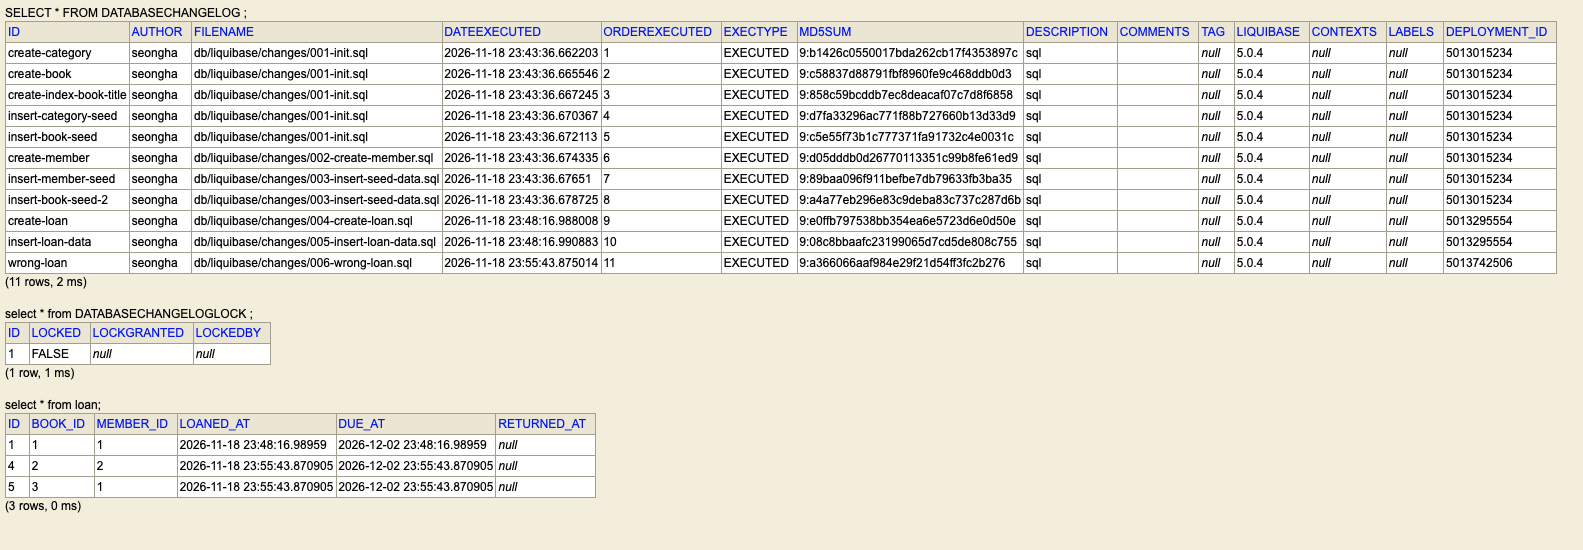 SELECT * FROM DATABASECHANGELOG ;
ID AUTHOR FILENAME DATEEXECUTED ORDEREXECUTED EXECTYPE MD5SUM DESCRIPTION COMMENTS TAG LIQUIBASE CONTEXTS LABELS DEPLOYMENT_ID
create-category seongha db/liquibase/changes/001-init.sql 2026-11-18 23:43:36.662203 1 EXECUTED 9:b1426c0550017bda262cb17f4353897c sql null 5.0.4 null null 5013015234
create-book seongha db/liquibase/changes/001-init.sql 2026-11-18 23:43:36.665546 2 EXECUTED 9:c58837d88791fbf8960fe9c468ddb0d3 sql null 5.0.4 null null 5013015234
create-index-book-title seongha db/liquibase/changes/001-init.sql 2026-11-18 23:43:36.667245 3 EXECUTED 9:858c59bcddb7ec8deacaf07c7d8f6858 sql null 5.0.4 null null 5013015234
insert-category-seed seongha db/liquibase/changes/001-init.sql 2026-11-18 23:43:36.670367 4 EXECUTED 9:d7fa33296ac771f88b727660b13d33d9 sql null 5.0.4 null null 5013015234
insert-book-seed seongha db/liquibase/changes/001-init.sql 2026-11-18 23:43:36.672113 5 EXECUTED 9:c5e55f73b1c777371fa91732c4e0031c sql null 5.0.4 null null 5013015234
create-member seongha db/liquibase/changes/002-create-member.sql 2026-11-18 23:43:36.674335 6 EXECUTED 9:d05dddb0d26770113351c99b8fe61ed9 sql null 5.0.4 null null 5013015234
insert-member-seed seongha db/liquibase/changes/003-insert-seed-data.sql 2026-11-18 23:43:36.67651 7 EXECUTED 9:89baa096f911befbe7db79633fb3ba35 sql null 5.0.4 null null 5013015234
insert-book-seed-2 seongha db/liquibase/changes/003-insert-seed-data.sql 2026-11-18 23:43:36.678725 8 EXECUTED 9:a4a77eb296e83c9deba83c737c287d6b sql null 5.0.4 null null 5013015234
create-loan seongha db/liquibase/changes/004-create-loan.sql 2026-11-18 23:48:16.988008 9 EXECUTED 9:e0ffb797538bb354ea6e5723d6e0d50e sql null 5.0.4 null null 5013295554
insert-loan-data seongha db/liquibase/changes/005-insert-loan-data.sql 2026-11-18 23:48:16.990883 10 EXECUTED 9:08c8bbaafc23199065d7cd5de808c755 sql null 5.0.4 null null 5013295554
wrong-loan seongha db/liquibase/changes/006-wrong-loan.sql 2026-11-18 23:55:43.875014 11 EXECUTED 9:a366066aaf984e29f21d54ff3fc2b276 sql null 5.0.4 null null 5013742506
(11 rows, 2 ms)
select * from DATABASECHANGELOGLOCK ;
ID LOCKED LOCKGRANTED LOCKEDBY
1 FALSE null null
(1 row, 1 ms)
select * from loan;
ID BOOK_ID MEMBER_ID LOANED_AT DUE_AT RETURNED_AT
1 1 1 2026-11-18 23:48:16.98959 2026-12-02 23:48:16.98959 null
4 2 2 2026-11-18 23:55:43.870905 2026-12-02 23:55:43.870905 null
5 3 1 2026-11-18 23:55:43.870905 2026-12-02 23:55:43.870905 null
(3 rows, 0 ms)